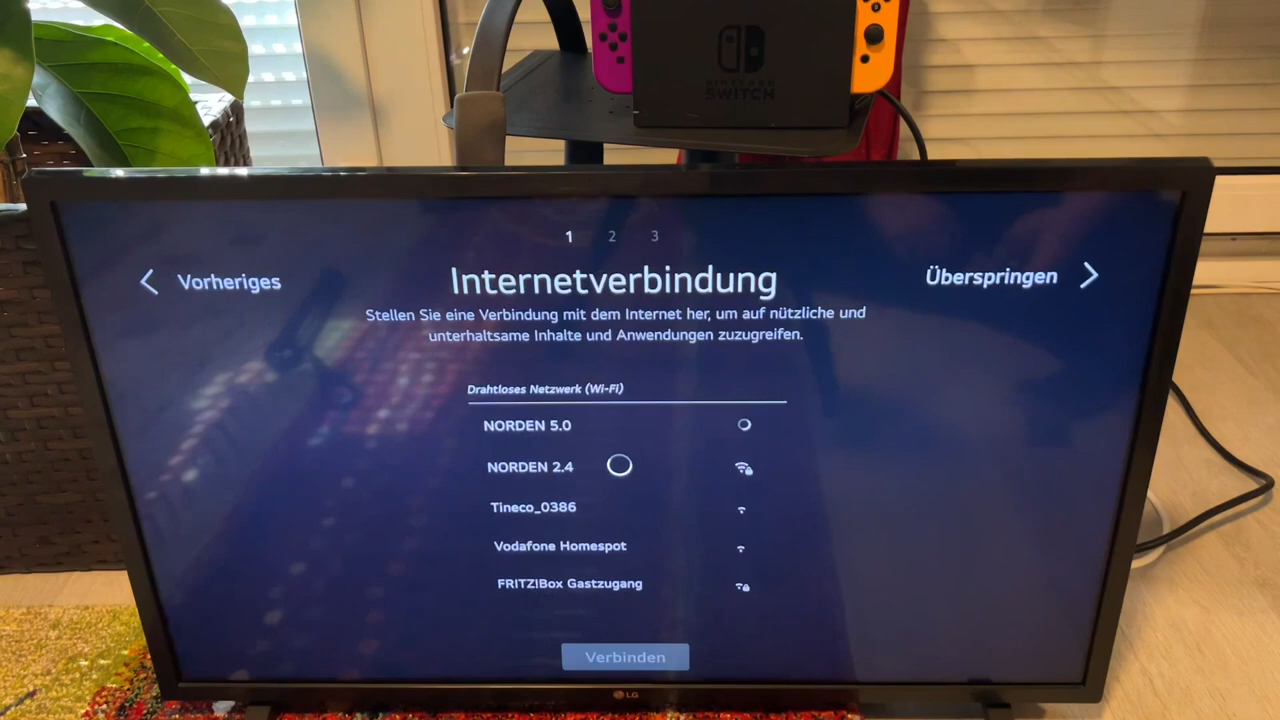 NINTENDO
SWITCH
1 2 3
Vorheriges
Internetverbindung
Überspringen
Stellen Sie eine Verbindung mit dem Internet her, um auf nützliche und
unterhaltsame Inhalte und Anwendungen zuzugreifen.
Drahtloses Netzwerk (Wi-Fi)
NORDEN 5.0
NORDEN 2.4
Tineco_0386
Vodafone Homespot
FRITZ!Box Gastzugang
Verbinden
LG